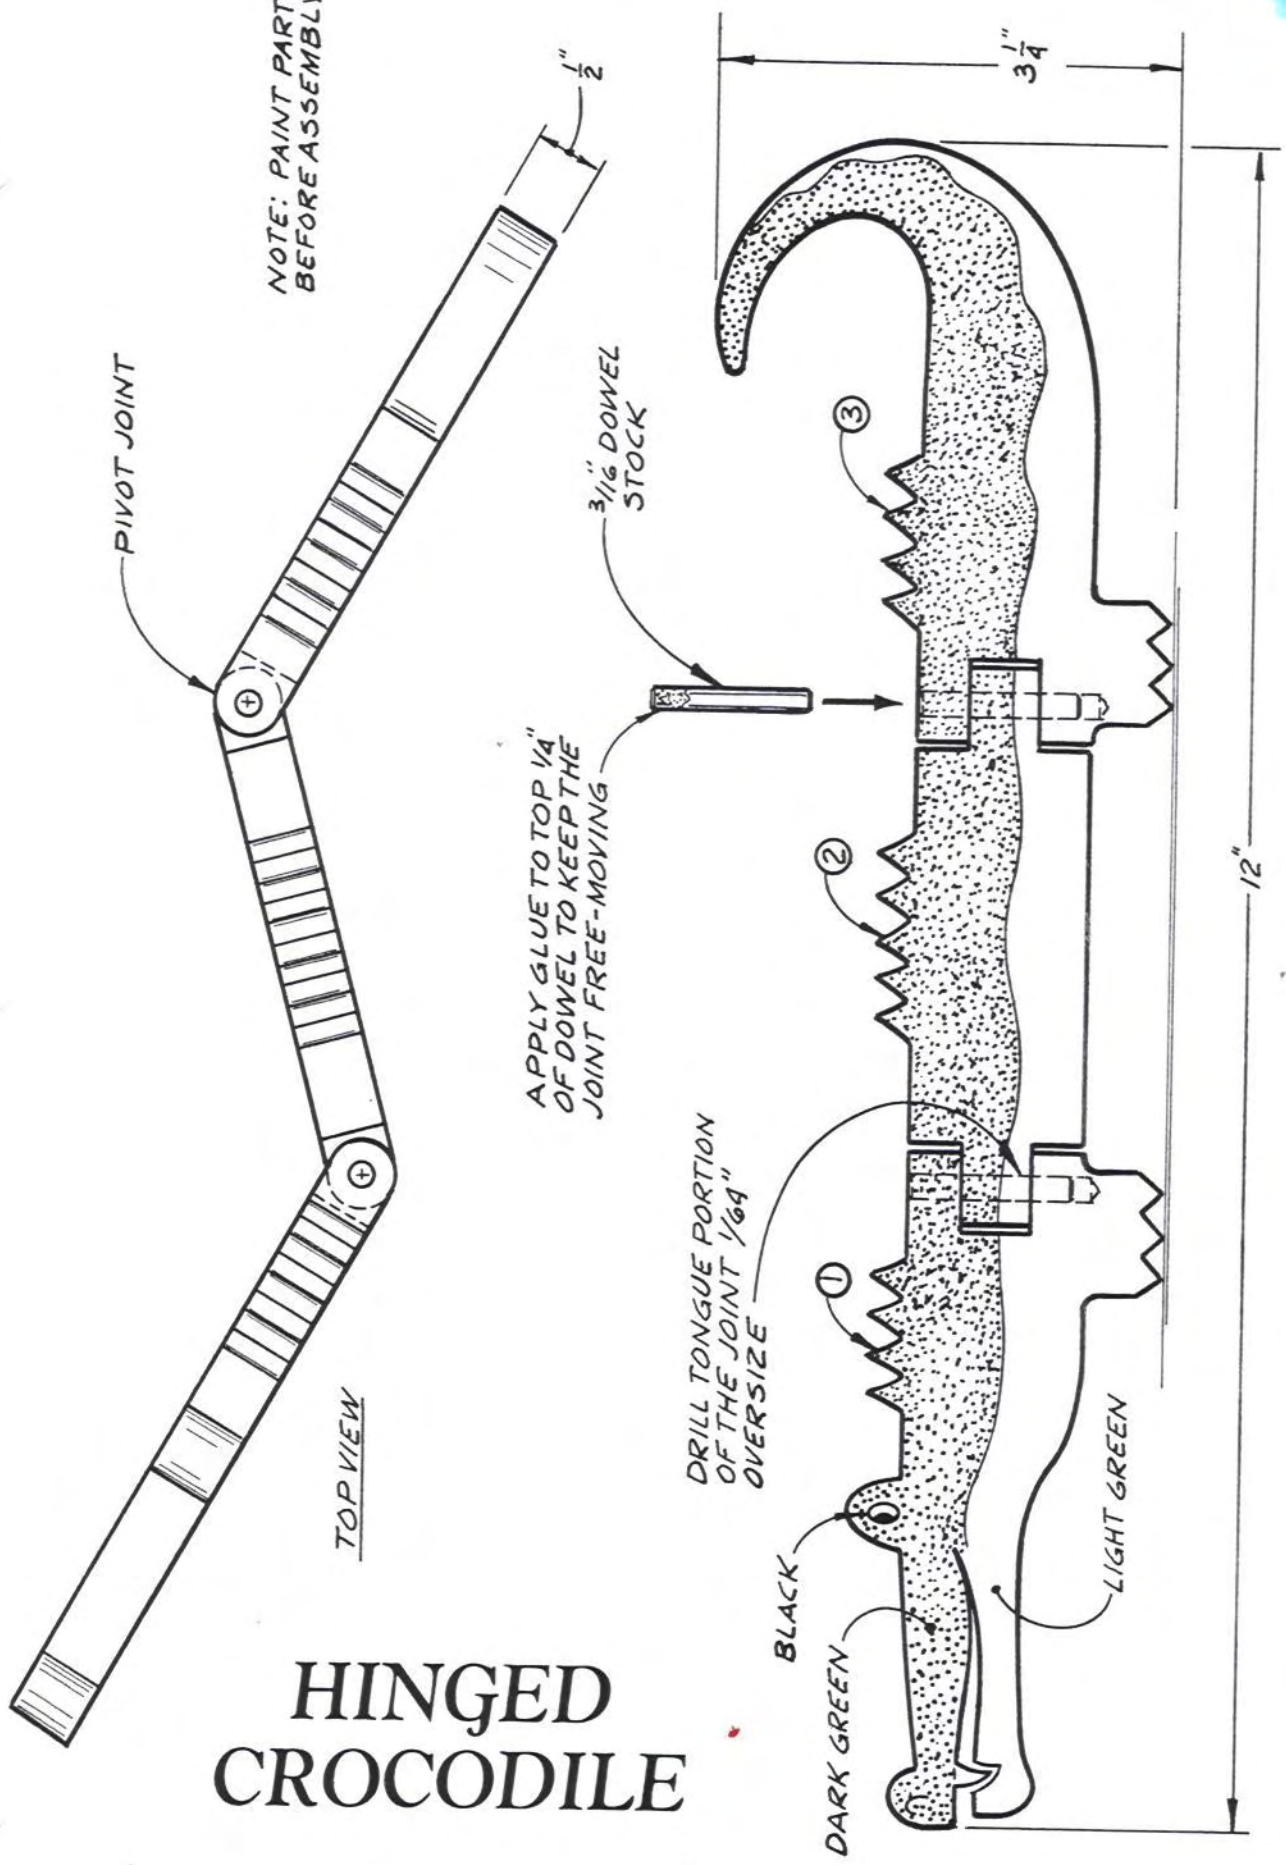 HINGED
CROCODILE
TOP VIEW
PIVOT JOINT
NOTE: PAINT PART
BEFORE ASSEMBLY
1/2"
APPLY GLUE TO TOP 1/4"
OF DOWEL TO KEEP THE
JOINT FREE-MOVING
3/16" DOWEL
STOCK
DRILL TONGUE PORTION
OF THE JOINT 1/64"
OVERSIZE
BLACK
DARK GREEN
LIGHT GREEN
1
2
3
3 1/4"
12"